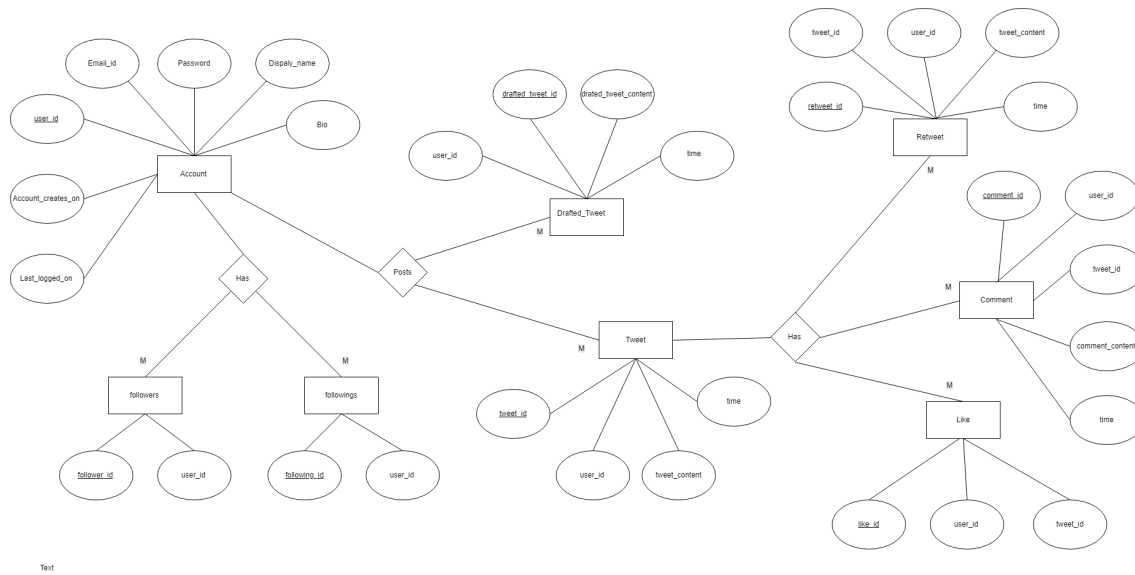 tweet_id
user_id
tweet_content
Email_id
Password
Dispaly_name
drafted_tweet_id
drated_tweet_content
retweet_id
time
user_id
Bio
Retweet
user_id
time
Account
M
comment_id
user_id
Account_creates_on
Drafted_Tweet
M
Posts
tweet_id
Last_logged_on
Has
M
Comment
Has
Tweet
M
comment_content
M
M
M
followers
followings
time
tweet_id
time
Like
follower_id
user_id
following_id
user_id
user_id
tweet_content
like_id
user_id
tweet_id
Text